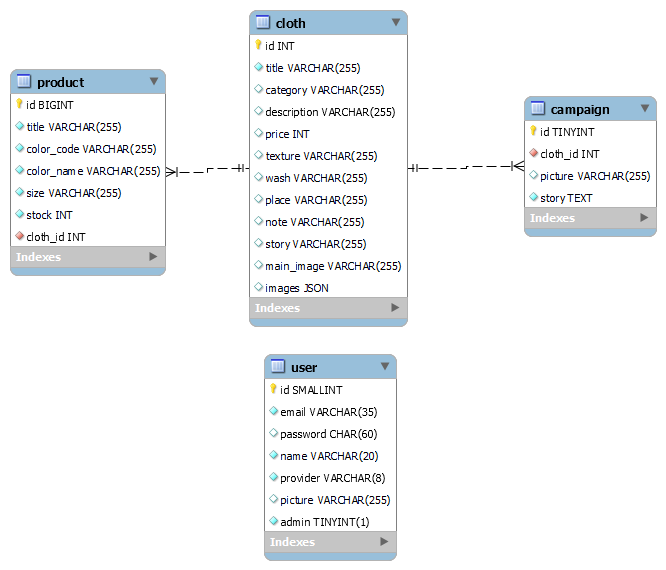 cloth
id INT
title VARCHAR(255)
category VARCHAR(255)
description VARCHAR(255)
price INT
texture VARCHAR(255)
wash VARCHAR(255)
place VARCHAR(255)
note VARCHAR(255)
story VARCHAR(255)
main_image VARCHAR(255)
images JSON
Indexes
product
id BIGINT
title VARCHAR(255)
color_code VARCHAR(255)
color_name VARCHAR(255)
size VARCHAR(255)
stock INT
cloth_id INT
Indexes
campaign
id TINYINT
cloth_id INT
picture VARCHAR(255)
story TEXT
Indexes
user
id SMALLINT
email VARCHAR(35)
password CHAR(60)
name VARCHAR(20)
provider VARCHAR(8)
picture VARCHAR(255)
admin TINYINT(1)
Indexes